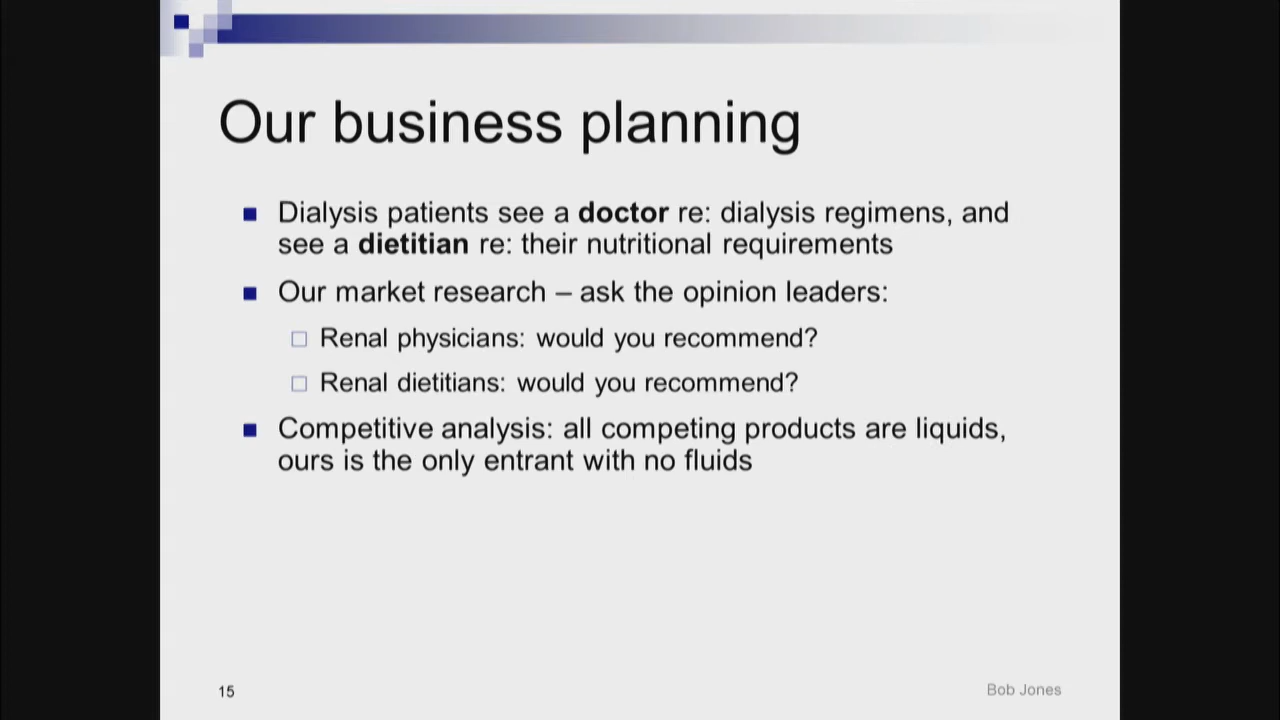 Our business planning
Dialysis patients see a doctor re: dialysis regimens, and
see a dietitian re: their nutritional requirements
Our market research – ask the opinion leaders:
Renal physicians: would you recommend?
Renal dietitians: would you recommend?
Competitive analysis: all competing products are liquids,
ours is the only entrant with no fluids
15
Bob Jones